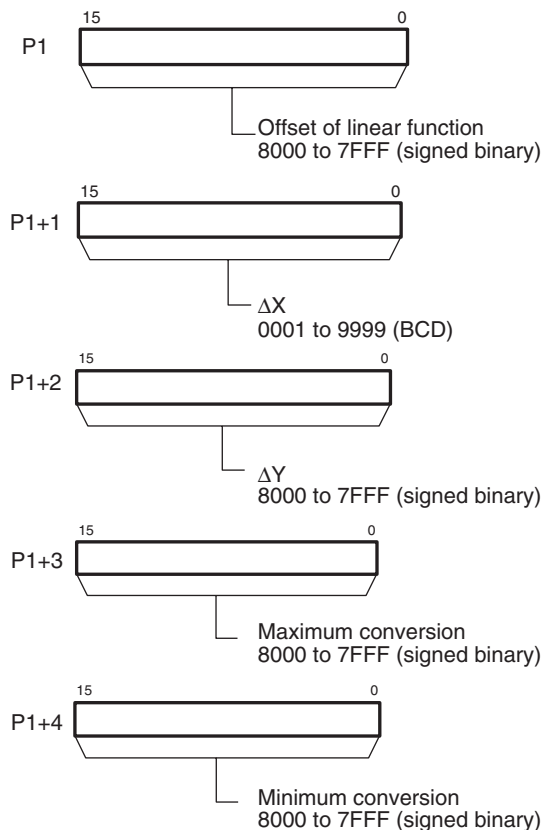 15 0
P1
Offset of linear function
8000 to 7FFF (signed binary)
15 0
P1+1
ΔX
0001 to 9999 (BCD)
15 0
P1+2
ΔY
8000 to 7FFF (signed binary)
15 0
P1+3
Maximum conversion
8000 to 7FFF (signed binary)
15 0
P1+4
Minimum conversion
8000 to 7FFF (signed binary)